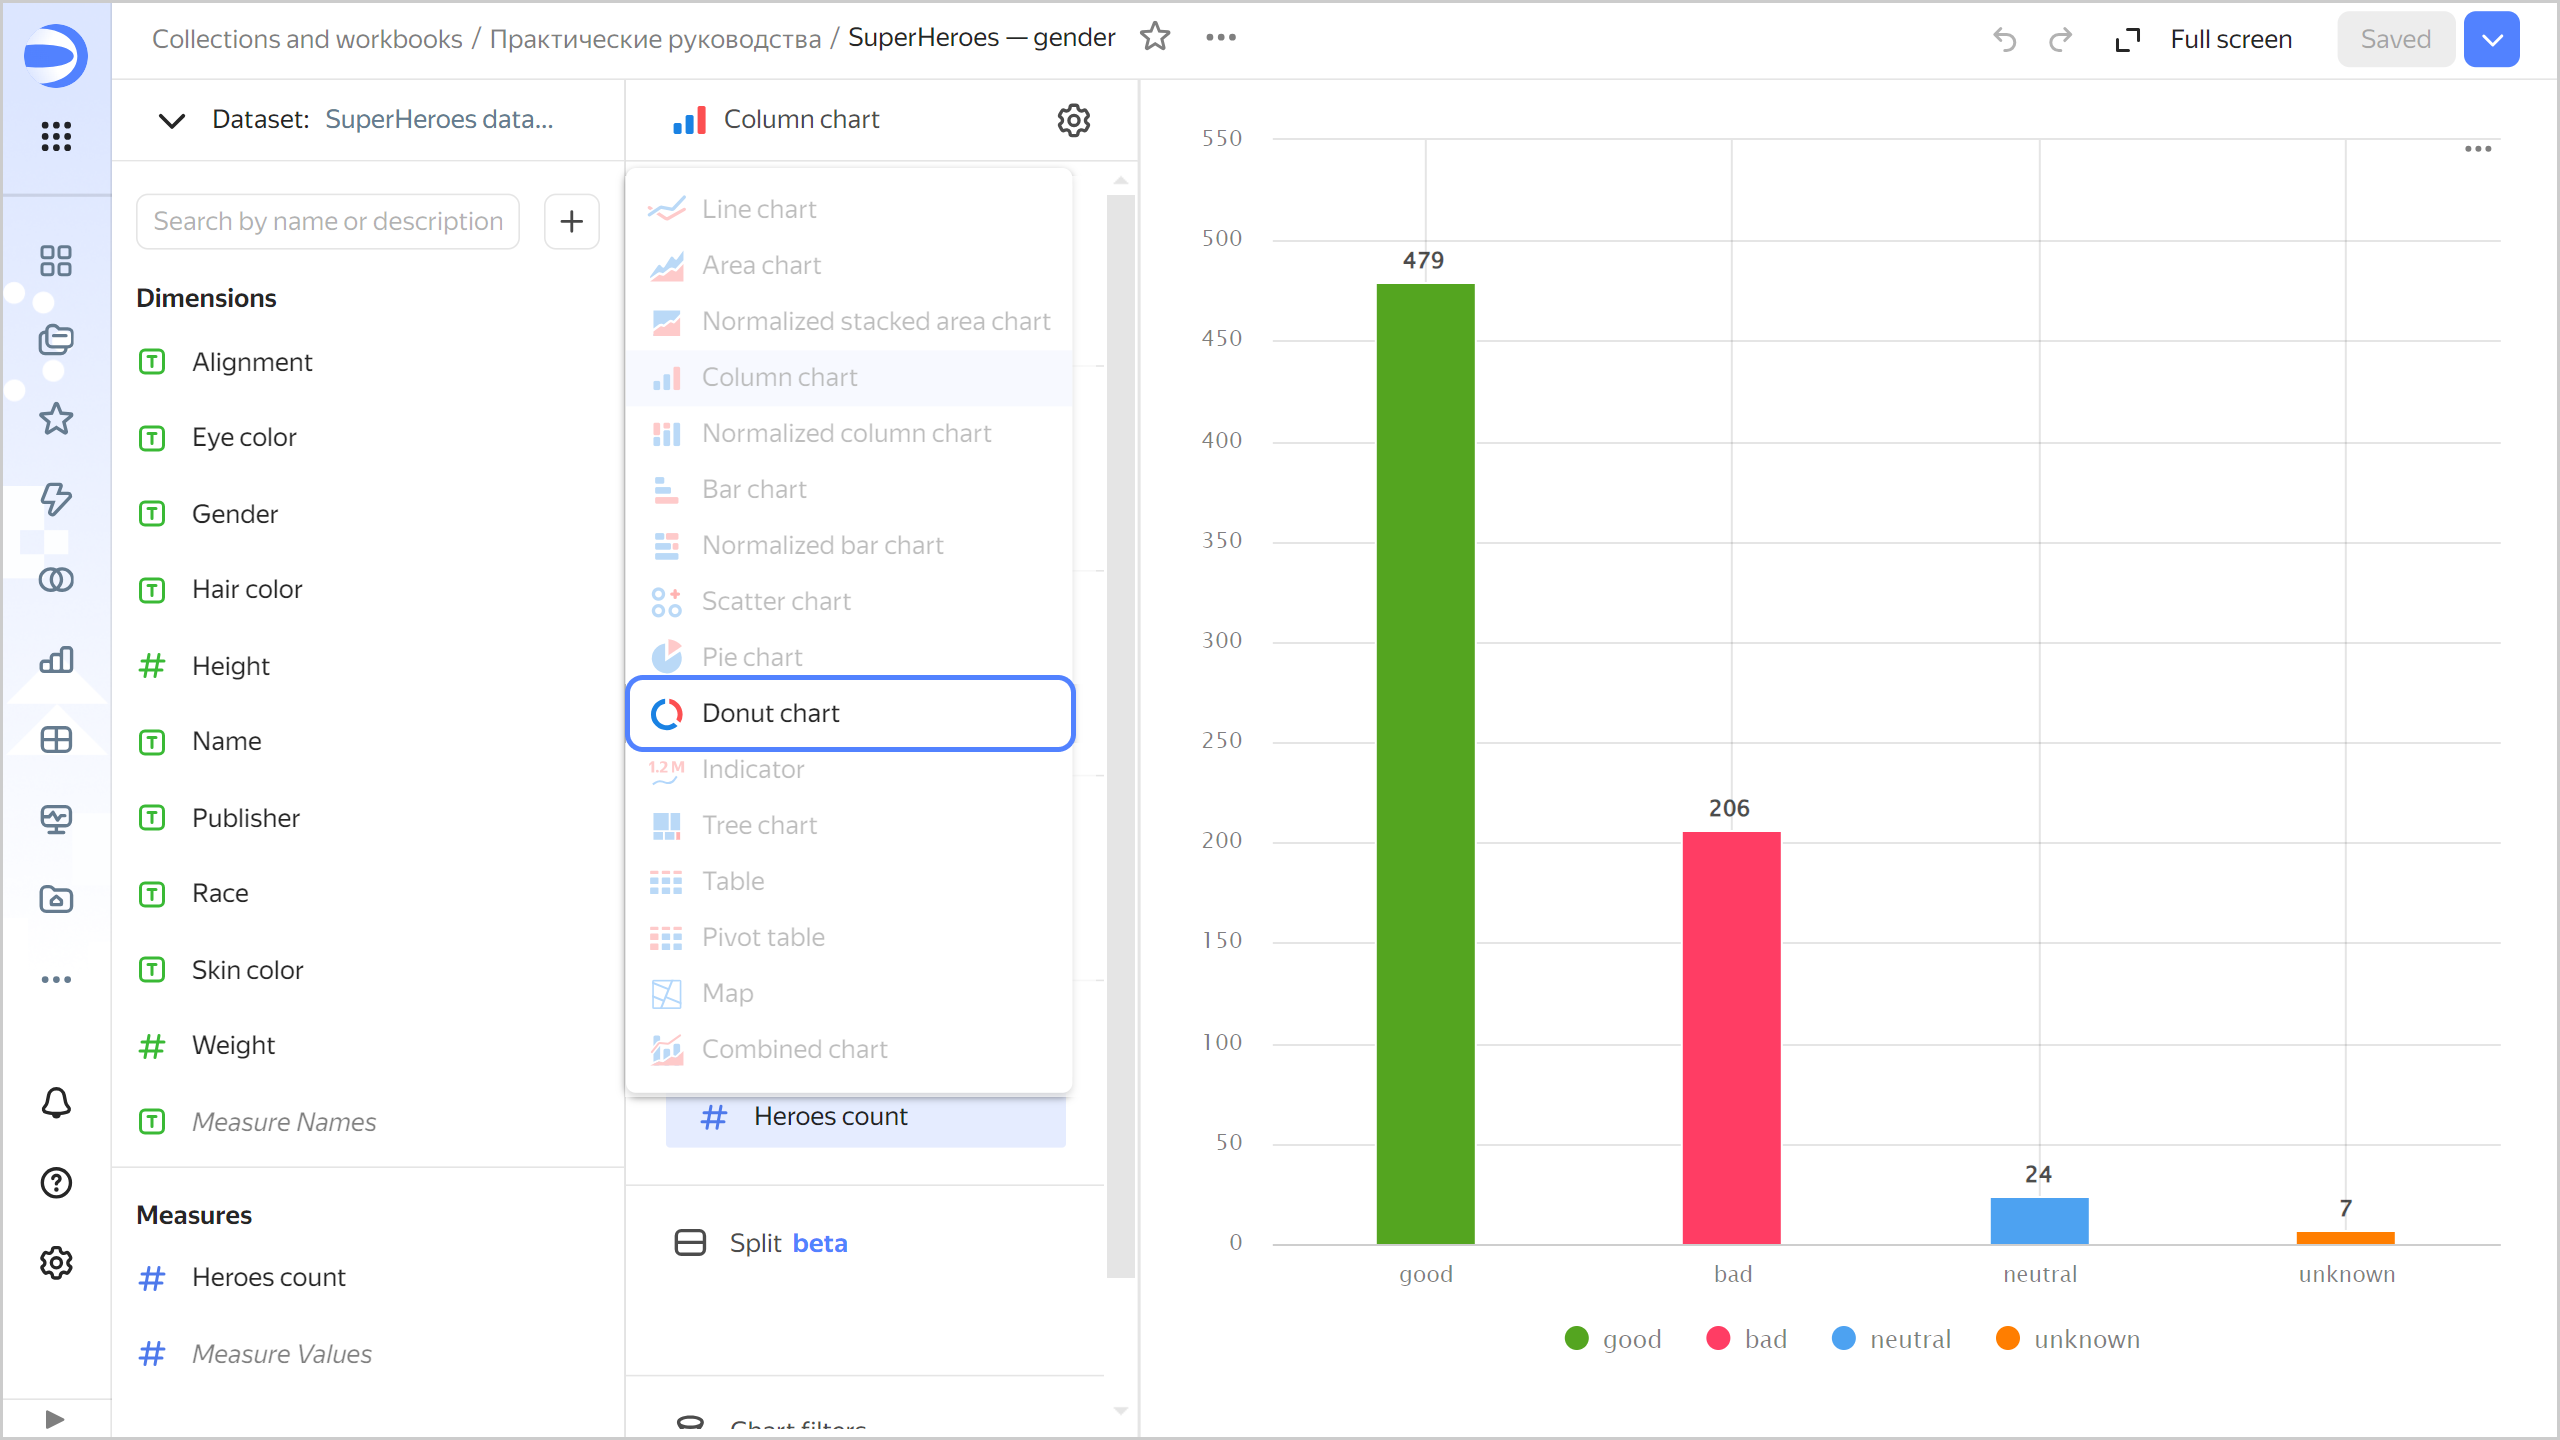 Collections and workbooks / Практические руководства / SuperHeroes — gender
Full screen
Saved
Dataset: SuperHeroes data...
Column chart
Search by name or description
Dimensions
Alignment
Eye color
Gender
Hair color
Height
Name
Publisher
Race
Skin color
Weight
Measure Names
Measures
Heroes count
Measure Values
Line chart
Area chart
Normalized stacked area chart
Column chart
Normalized column chart
Bar chart
Normalized bar chart
Scatter chart
Pie chart
Donut chart
1.2 M Indicator
Tree chart
Table
Pivot table
Map
Combined chart
Heroes count
Split beta
Chart filters
550
500
450
400
350
300
250
200
150
100
50
0
479
206
24
7
good bad neutral unknown
good bad neutral unknown